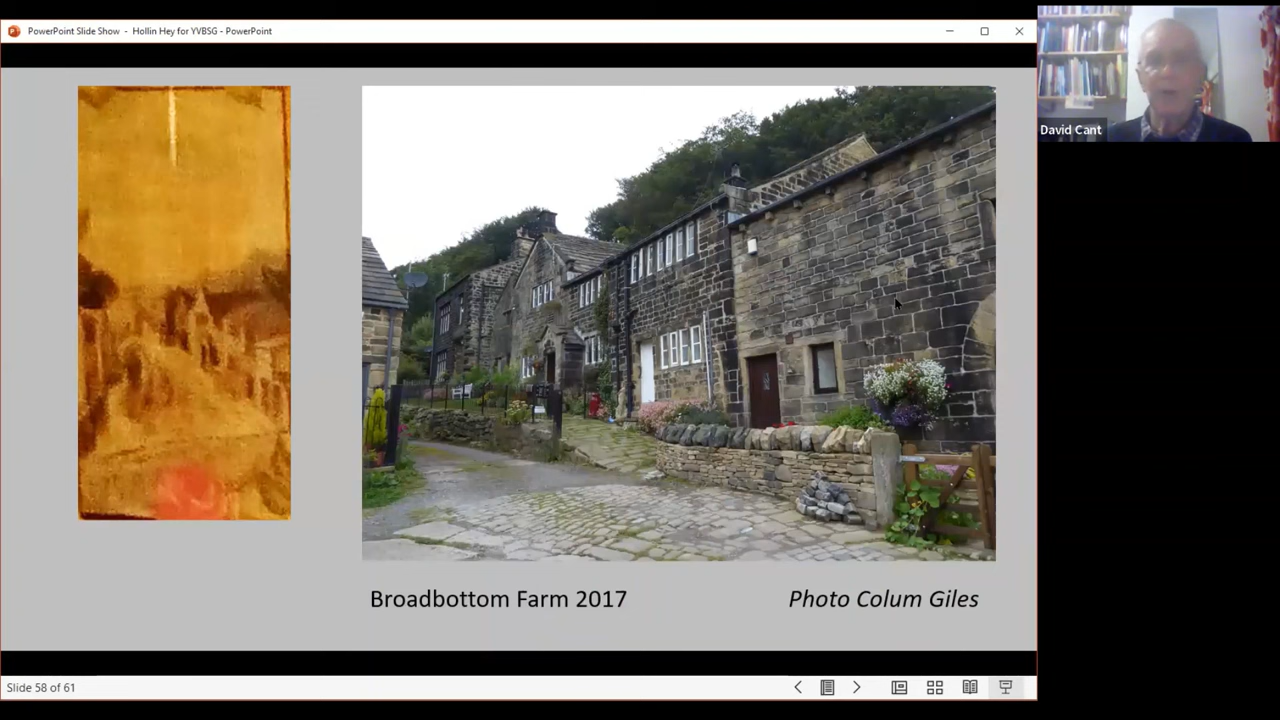 PowerPoint Slide Show - Hollin Hey for YVBSG - PowerPoint
David Cant
Broadbottom Farm 2017
Photo Colum Giles
Slide 58 of 61